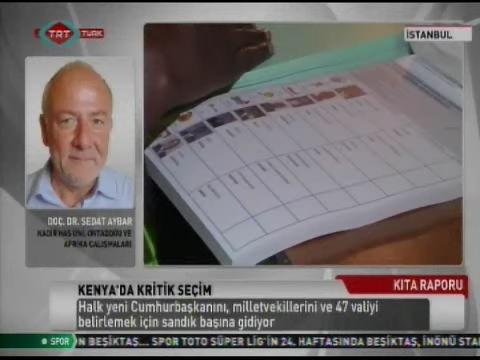 TRT TÜRK
İSTANBUL
DOÇ. DR. SEDAT AYBAR
KADİR HAS ÜNİ. ORTADOĞU VE
AFRİKA ÇALIŞMALARI
KENYA'DA KRİTİK SEÇİM
KITA RAPORU
Halk yeni Cumhurbaşkanını, milletvekillerini ve 47 valiyi
belirlemek için sandık başına gidiyor
SPOR N BEŞİKTAŞ... SPOR TOTO SÜPER LİG'İN 24. HAFTASINDA BEŞİKTAŞ, İNÖNÜ STA